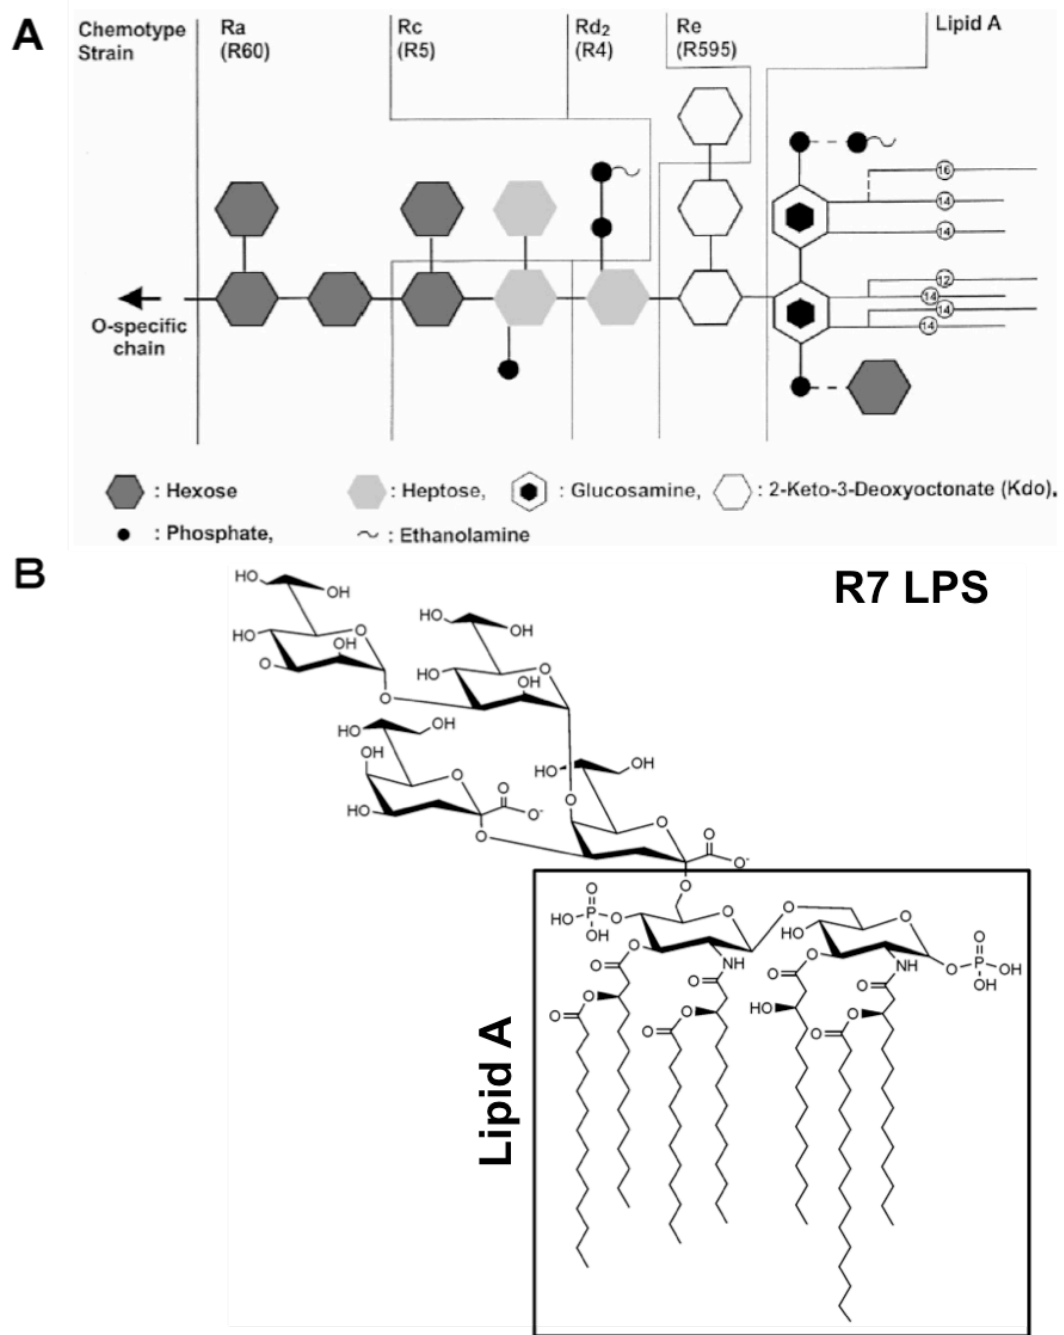 A
Chemotype
Strain
Ra
(R60)
Rc
(R5)
Rd2
(R4)
Re
(R595)
Lipid A
16
14
14
12
14
14
14
O-specific
chain
: Hexose
: Heptose,
: Glucosamine,
: 2-Keto-3-Deoxyoctonate (Kdo),
: Phosphate,
: Ethanolamine
B
R7 LPS
HO
OH
HO
O
OH
O
O
HO
OH
HO
O
OH
HO
OH
OH
O
HO
O
O-
O
HO
OH
O
O
O
O-
O
O
HO-P-O
HO
OH
O
O
HO
O
O
O
NH
O
NH
O
P
OH
OH
O
O
O
O
O
O
HO
O
O
O
O
Lipid A